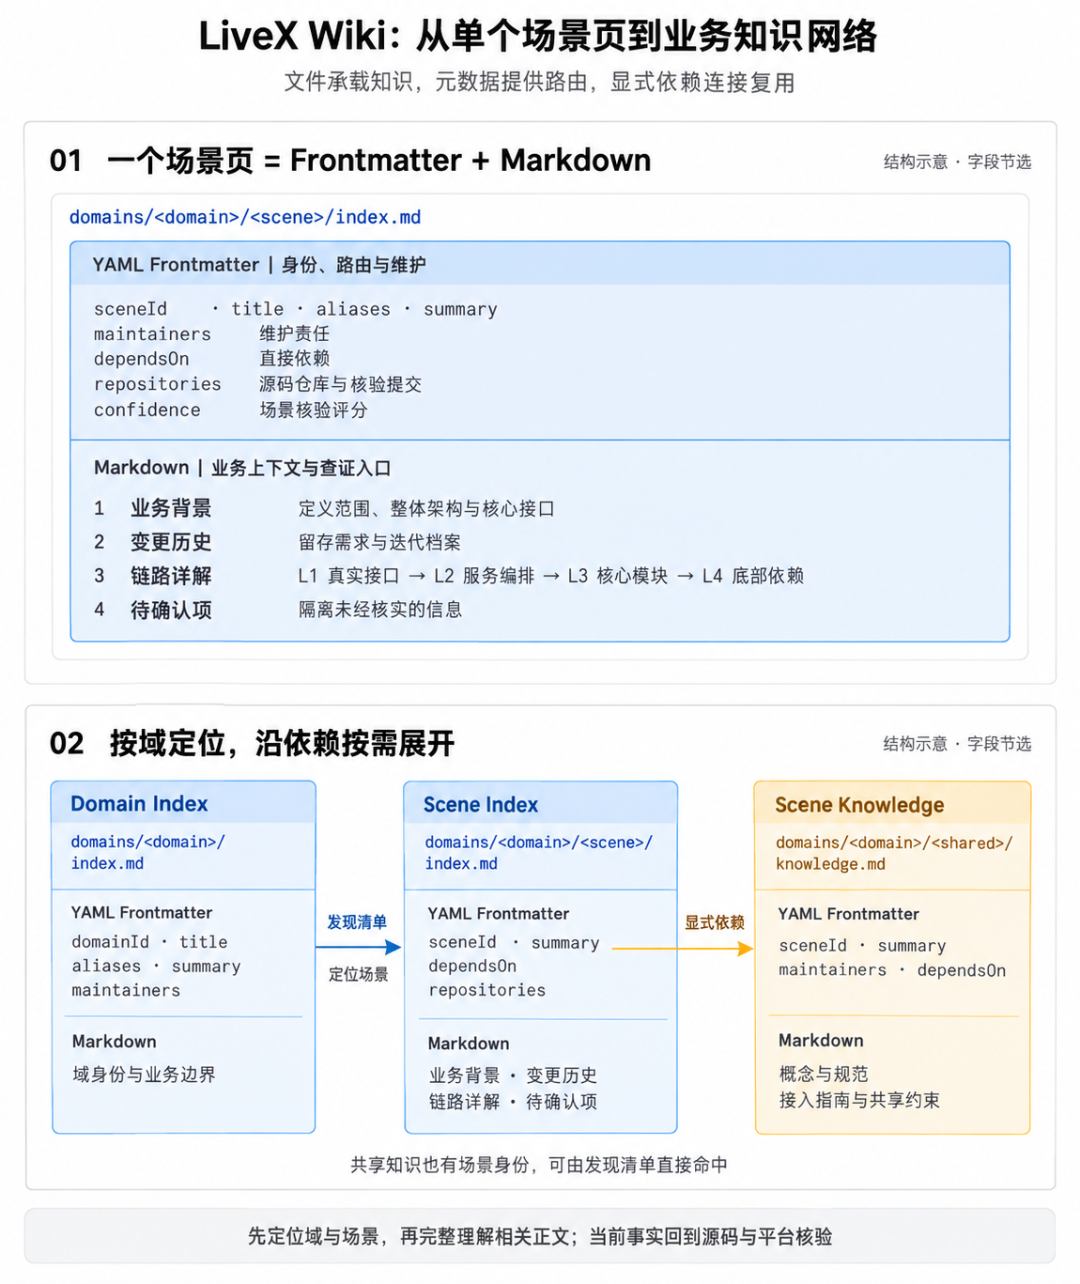 LiveX Wiki：从单个场景页到业务知识网络
文件承载知识，元数据提供路由，显式依赖连接复用
01 一个场景页 = Frontmatter + Markdown
结构示意 · 字段节选
domains/<domain>/<scene>/index.md
YAML Frontmatter | 身份、路由与维护
sceneId · title · aliases · summary
maintainers 维护责任
dependsOn 直接依赖
repositories 源码仓库与核验提交
confidence 场景核验评分
Markdown | 业务上下文与查证入口
1 业务背景 定义范围、整体架构与核心接口
2 变更历史 留存需求与迭代档案
3 链路详解 L1 真实接口 → L2 服务编排 → L3 核心模块 → L4 底部依赖
4 待确认项 隔离未经核实的信息
02 按域定位，沿依赖按需展开
结构示意 · 字段节选
Domain Index
domains/<domain>/
index.md
YAML Frontmatter
domainId · title
aliases · summary
maintainers
Markdown
域身份与业务边界
发现清单
定位场景
Scene Index
domains/<domain>/<scene>/
index.md
YAML Frontmatter
sceneId · summary
dependsOn
repositories
Markdown
业务背景 · 变更历史
链路详解 · 待确认项
显式依赖
Scene Knowledge
domains/<domain>/<shared>/
knowledge.md
YAML Frontmatter
sceneId · summary
maintainers · dependsOn
Markdown
概念与规范
接入指南与共享约束
共享知识也有场景身份，可由发现清单直接命中
先定位域与场景，再完整理解相关正文；当前事实回到源码与平台核验